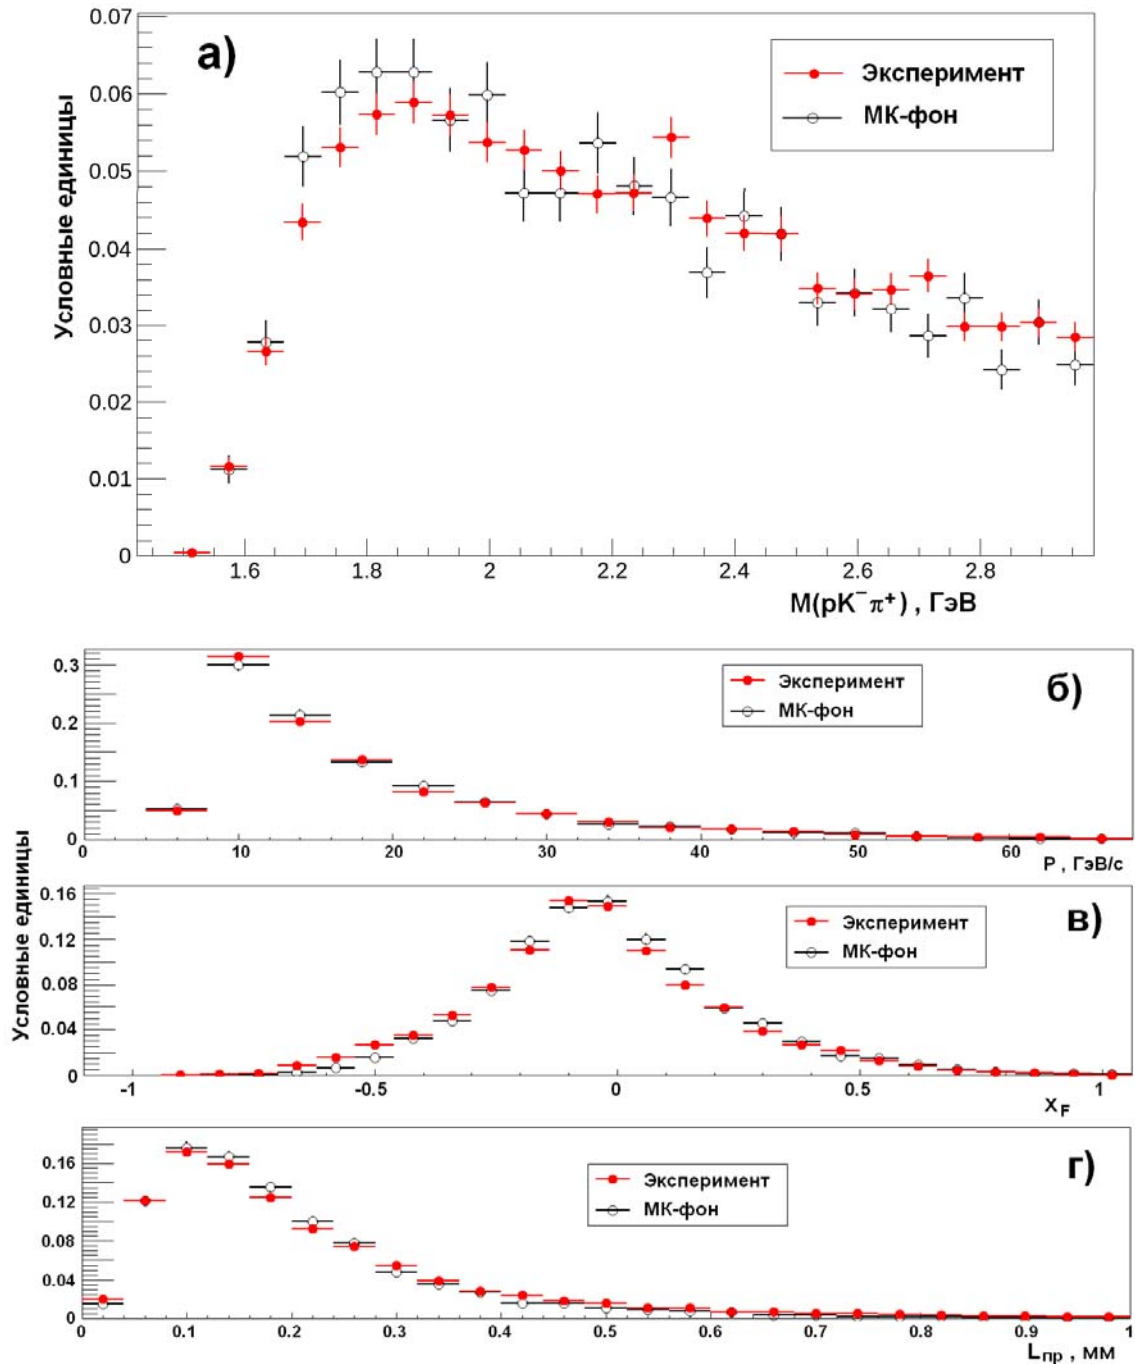 а)
Эксперимент
МК-фон
Условные единицы
0.07
0.06
0.05
0.04
0.03
0.02
0.01
0
1.6 1.8 2 2.2 2.4 2.6 2.8
M(pK⁻π⁺) , ГэВ
б)
Эксперимент
МК-фон
0.3
0.2
0.1
0
0 10 20 30 40 50 60
P , ГэВ/c
Условные единицы
в)
Эксперимент
МК-фон
0.16
0.12
0.08
0.04
0
-1 -0.5 0 0.5 1
X_F
г)
Эксперимент
МК-фон
0.16
0.12
0.08
0.04
0
0 0.1 0.2 0.3 0.4 0.5 0.6 0.7 0.8 0.9 1
L_пр , мм